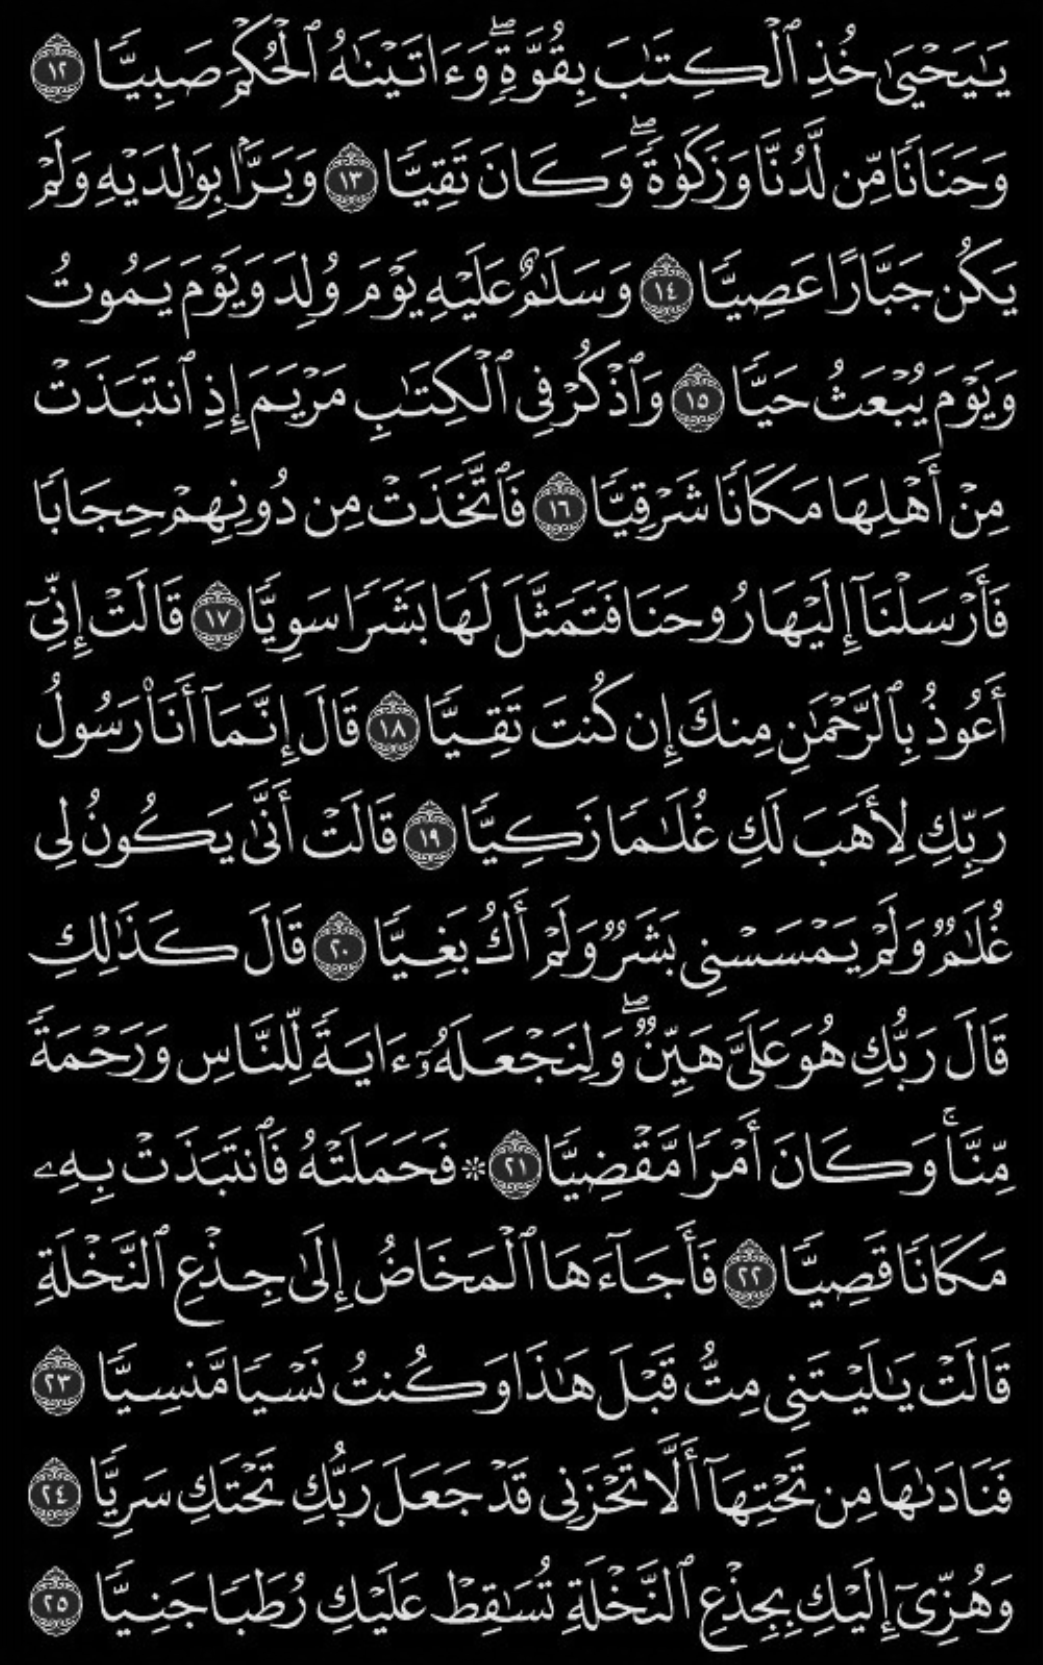 يَـٰيَحْيَىٰ خُذِ ٱلْكِتَـٰبَ بِقُوَّةٍۖ وَءَاتَيْنَـٰهُ ٱلْحُكْمَ صَبِيًّا ١٢
وَحَنَانًا مِّن لَّدُنَّا وَزَكَوٰةًۖ وَكَانَ تَقِيًّا ١٣ وَبَرًّۢا بِوَٰلِدَيْهِ وَلَمْ
يَكُن جَبَّارًا عَصِيًّا ١٤ وَسَلَـٰمٌ عَلَيْهِ يَوْمَ وُلِدَ وَيَوْمَ يَمُوتُ
وَيَوْمَ يُبْعَثُ حَيًّا ١٥ وَٱذْكُرْ فِى ٱلْكِتَـٰبِ مَرْيَمَ إِذِ ٱنتَبَذَتْ
مِنْ أَهْلِهَا مَكَانًا شَرْقِيًّا ١٦ فَٱتَّخَذَتْ مِن دُونِهِمْ حِجَابًا
فَأَرْسَلْنَآ إِلَيْهَا رُوحَنَا فَتَمَثَّلَ لَهَا بَشَرًا سَوِيًّا ١٧ قَالَتْ إِنِّىٓ
أَعُوذُ بِٱلرَّحْمَـٰنِ مِنكَ إِن كُنتَ تَقِيًّا ١٨ قَالَ إِنَّمَآ أَنَا۠ رَسُولُ
رَبِّكِ لِأَهَبَ لَكِ غُلَـٰمًا زَكِيًّا ١٩ قَالَتْ أَنَّىٰ يَكُونُ لِى
غُلَـٰمٌ وَلَمْ يَمْسَسْنِى بَشَرٌ وَلَمْ أَكُ بَغِيًّا ٢٠ قَالَ كَذَٰلِكِ
قَالَ رَبُّكِ هُوَ عَلَىَّ هَيِّنٌۖ وَلِنَجْعَلَهُۥٓ ءَايَةً لِّلنَّاسِ وَرَحْمَةً
مِّنَّاۚ وَكَانَ أَمْرًا مَّقْضِيًّا ٢١ ۞ فَحَمَلَتْهُ فَٱنتَبَذَتْ بِهِۦ
مَكَانًا قَصِيًّا ٢٢ فَأَجَآءَهَا ٱلْمَخَاضُ إِلَىٰ جِذْعِ ٱلنَّخْلَةِ
قَالَتْ يَـٰلَيْتَنِى مِتُّ قَبْلَ هَـٰذَا وَكُنتُ نَسْيًا مَّنسِيًّا ٢٣
فَنَادَىٰهَا مِن تَحْتِهَآ أَلَّا تَحْزَنِى قَدْ جَعَلَ رَبُّكِ تَحْتَكِ سَرِيًّا ٢٤
وَهُزِّىٓ إِلَيْكِ بِجِذْعِ ٱلنَّخْلَةِ تُسَـٰقِطْ عَلَيْكِ رُطَبًا جَنِيًّا ٢٥